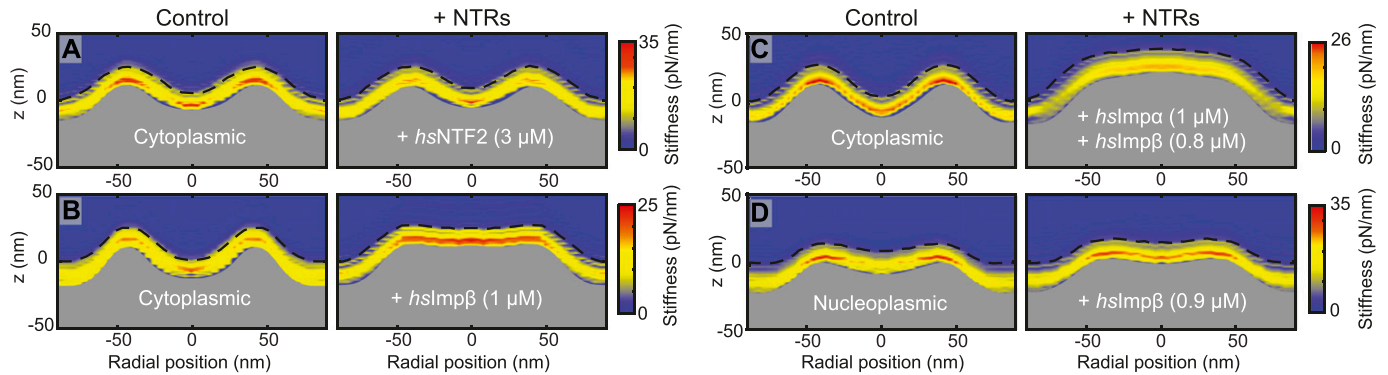 Control
+ NTRs
A
50
0
-50
z (nm)
Cytoplasmic
+ hsNTF2 (3 µM)
-50 0 50
-50 0 50
35
0
Stiffness (pN/nm)
B
50
0
-50
z (nm)
Cytoplasmic
+ hsImpβ (1 µM)
-50 0 50
-50 0 50
Radial position (nm)
Radial position (nm)
25
0
Stiffness (pN/nm)
Control
+ NTRs
C
50
0
-50
z (nm)
Cytoplasmic
+ hsImpα (1 µM)
+ hsImpβ (0.8 µM)
-50 0 50
-50 0 50
26
0
Stiffness (pN/nm)
D
50
0
-50
z (nm)
Nucleoplasmic
+ hsImpβ (0.9 µM)
-50 0 50
-50 0 50
Radial position (nm)
Radial position (nm)
35
0
Stiffness (pN/nm)